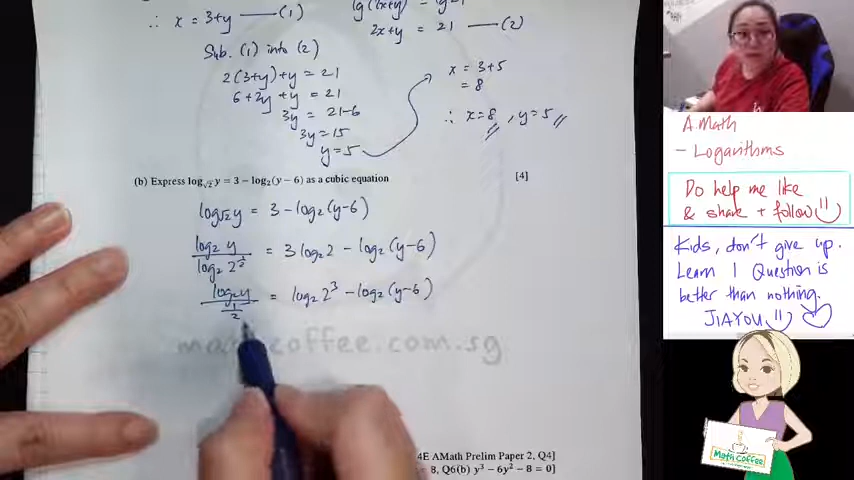 ∴ x = 3+y —— (1)
2x+y = 21 —— (2)
Sub. (1) into (2)
2(3+y)+y = 21
6+2y+y = 21
3y = 21-6
3y = 15
y = 5
x = 3+5
= 8
∴ x=8, y=5
(b) Express log√2 y = 3 − log₂(y − 6) as a cubic equation [4]
log√2 y = 3 - log₂(y-6)
log₂ y / log₂ 2^½ = 3 log₂ 2 - log₂(y-6)
log₂ y / ½ = log₂ 2³ - log₂(y-6)
coffee.com.sg
4E AMath Prelim Paper 2, Q4]
= 8, Q6(b) y³ − 6y² − 8 = 0]
A.Math
- Logarithms
Do help me like
& share + follow
Kids, don't give up.
Learn 1 Question is
better than nothing.
JIAYOU
Math Coffee